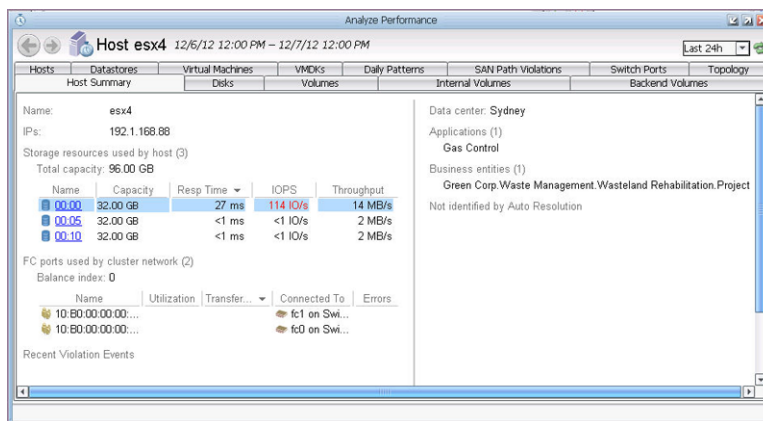 Analyze Performance
Host esx4 12/6/12 12:00 PM – 12/7/12 12:00 PM
Last 24h
Hosts Datastores Virtual Machines VMDKs Daily Patterns SAN Path Violations Switch Ports Topology
Host Summary Disks Volumes Internal Volumes Backend Volumes
Name: esx4
IPs: 192.1.168.88
Storage resources used by host (3)
Total capacity: 96.00 GB
Name Capacity Resp Time IOPS Throughput
00:00 32.00 GB 27 ms 114 IO/s 14 MB/s
00:05 32.00 GB <1 ms <1 IO/s 2 MB/s
00:10 32.00 GB <1 ms <1 IO/s 2 MB/s
FC ports used by cluster network (2)
Balance index: 0
Name Utilization Transfer... Connected To Errors
10:B0:00:00:00:... fc1 on Swi...
10:B0:00:00:00:... fc0 on Swi...
Recent Violation Events
Data center: Sydney
Applications (1)
Gas Control
Business entities (1)
Green Corp.Waste Management.Wasteland Rehabilitation.Project
Not identified by Auto Resolution